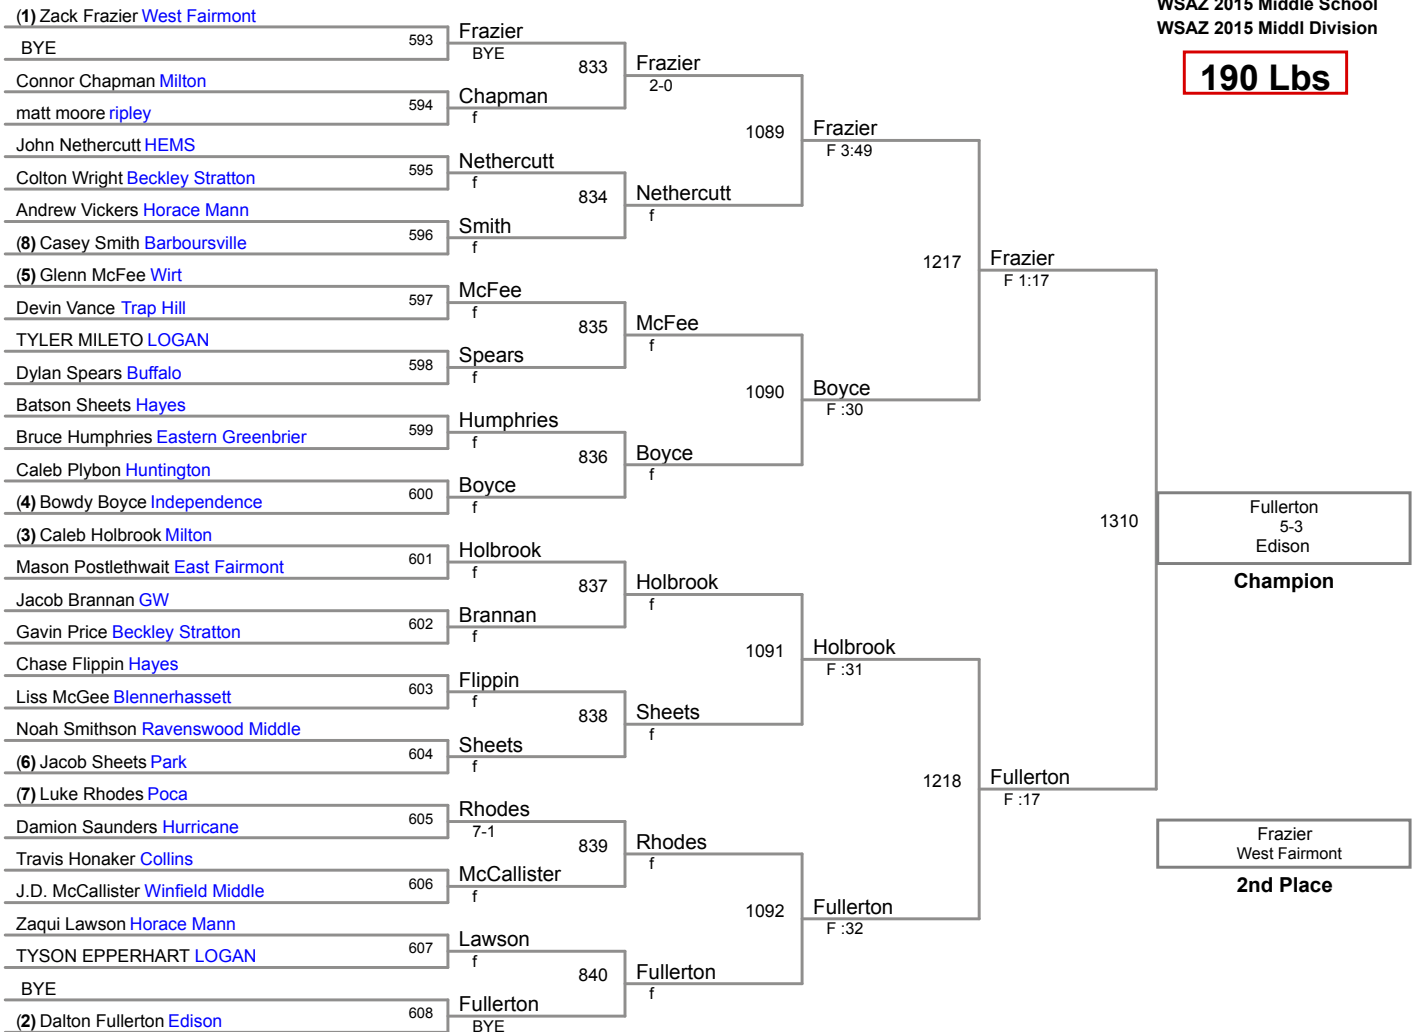 WSAZ 2015 Middle School
WSAZ 2015 Middl Division
190 Lbs
(1) Zack Frazier West Fairmont
BYE
Connor Chapman Milton
matt moore ripley
John Nethercutt HEMS
Colton Wright Beckley Stratton
Andrew Vickers Horace Mann
(8) Casey Smith Barboursville
(5) Glenn McFee Wirt
Devin Vance Trap Hill
TYLER MILETO LOGAN
Dylan Spears Buffalo
Batson Sheets Hayes
Bruce Humphries Eastern Greenbrier
Caleb Plybon Huntington
(4) Bowdy Boyce Independence
(3) Caleb Holbrook Milton
Mason Postlethwait East Fairmont
Jacob Brannan GW
Gavin Price Beckley Stratton
Chase Flippin Hayes
Liss McGee Blennerhassett
Noah Smithson Ravenswood Middle
(6) Jacob Sheets Park
(7) Luke Rhodes Poca
Damion Saunders Hurricane
Travis Honaker Collins
J.D. McCallister Winfield Middle
Zaqui Lawson Horace Mann
TYSON EPPERHART LOGAN
BYE
(2) Dalton Fullerton Edison
593
594
595
596
597
598
599
600
601
602
603
604
605
606
607
608
Frazier
BYE
Chapman
f
Nethercutt
f
Smith
f
McFee
f
Spears
f
Humphries
f
Boyce
f
Holbrook
f
Brannan
f
Flippin
f
Sheets
f
Rhodes
7-1
McCallister
f
Lawson
f
Fullerton
BYE
833
834
835
836
837
838
839
840
Frazier
2-0
Nethercutt
f
McFee
f
Boyce
f
Holbrook
f
Sheets
f
Rhodes
f
Fullerton
f
1089
1090
1091
1092
Frazier
F 3:49
Boyce
F :30
Holbrook
F :31
Fullerton
F :32
1217
1218
Frazier
F 1:17
Fullerton
F :17
1310
Fullerton
5-3
Edison
Champion
Frazier
West Fairmont
2nd Place